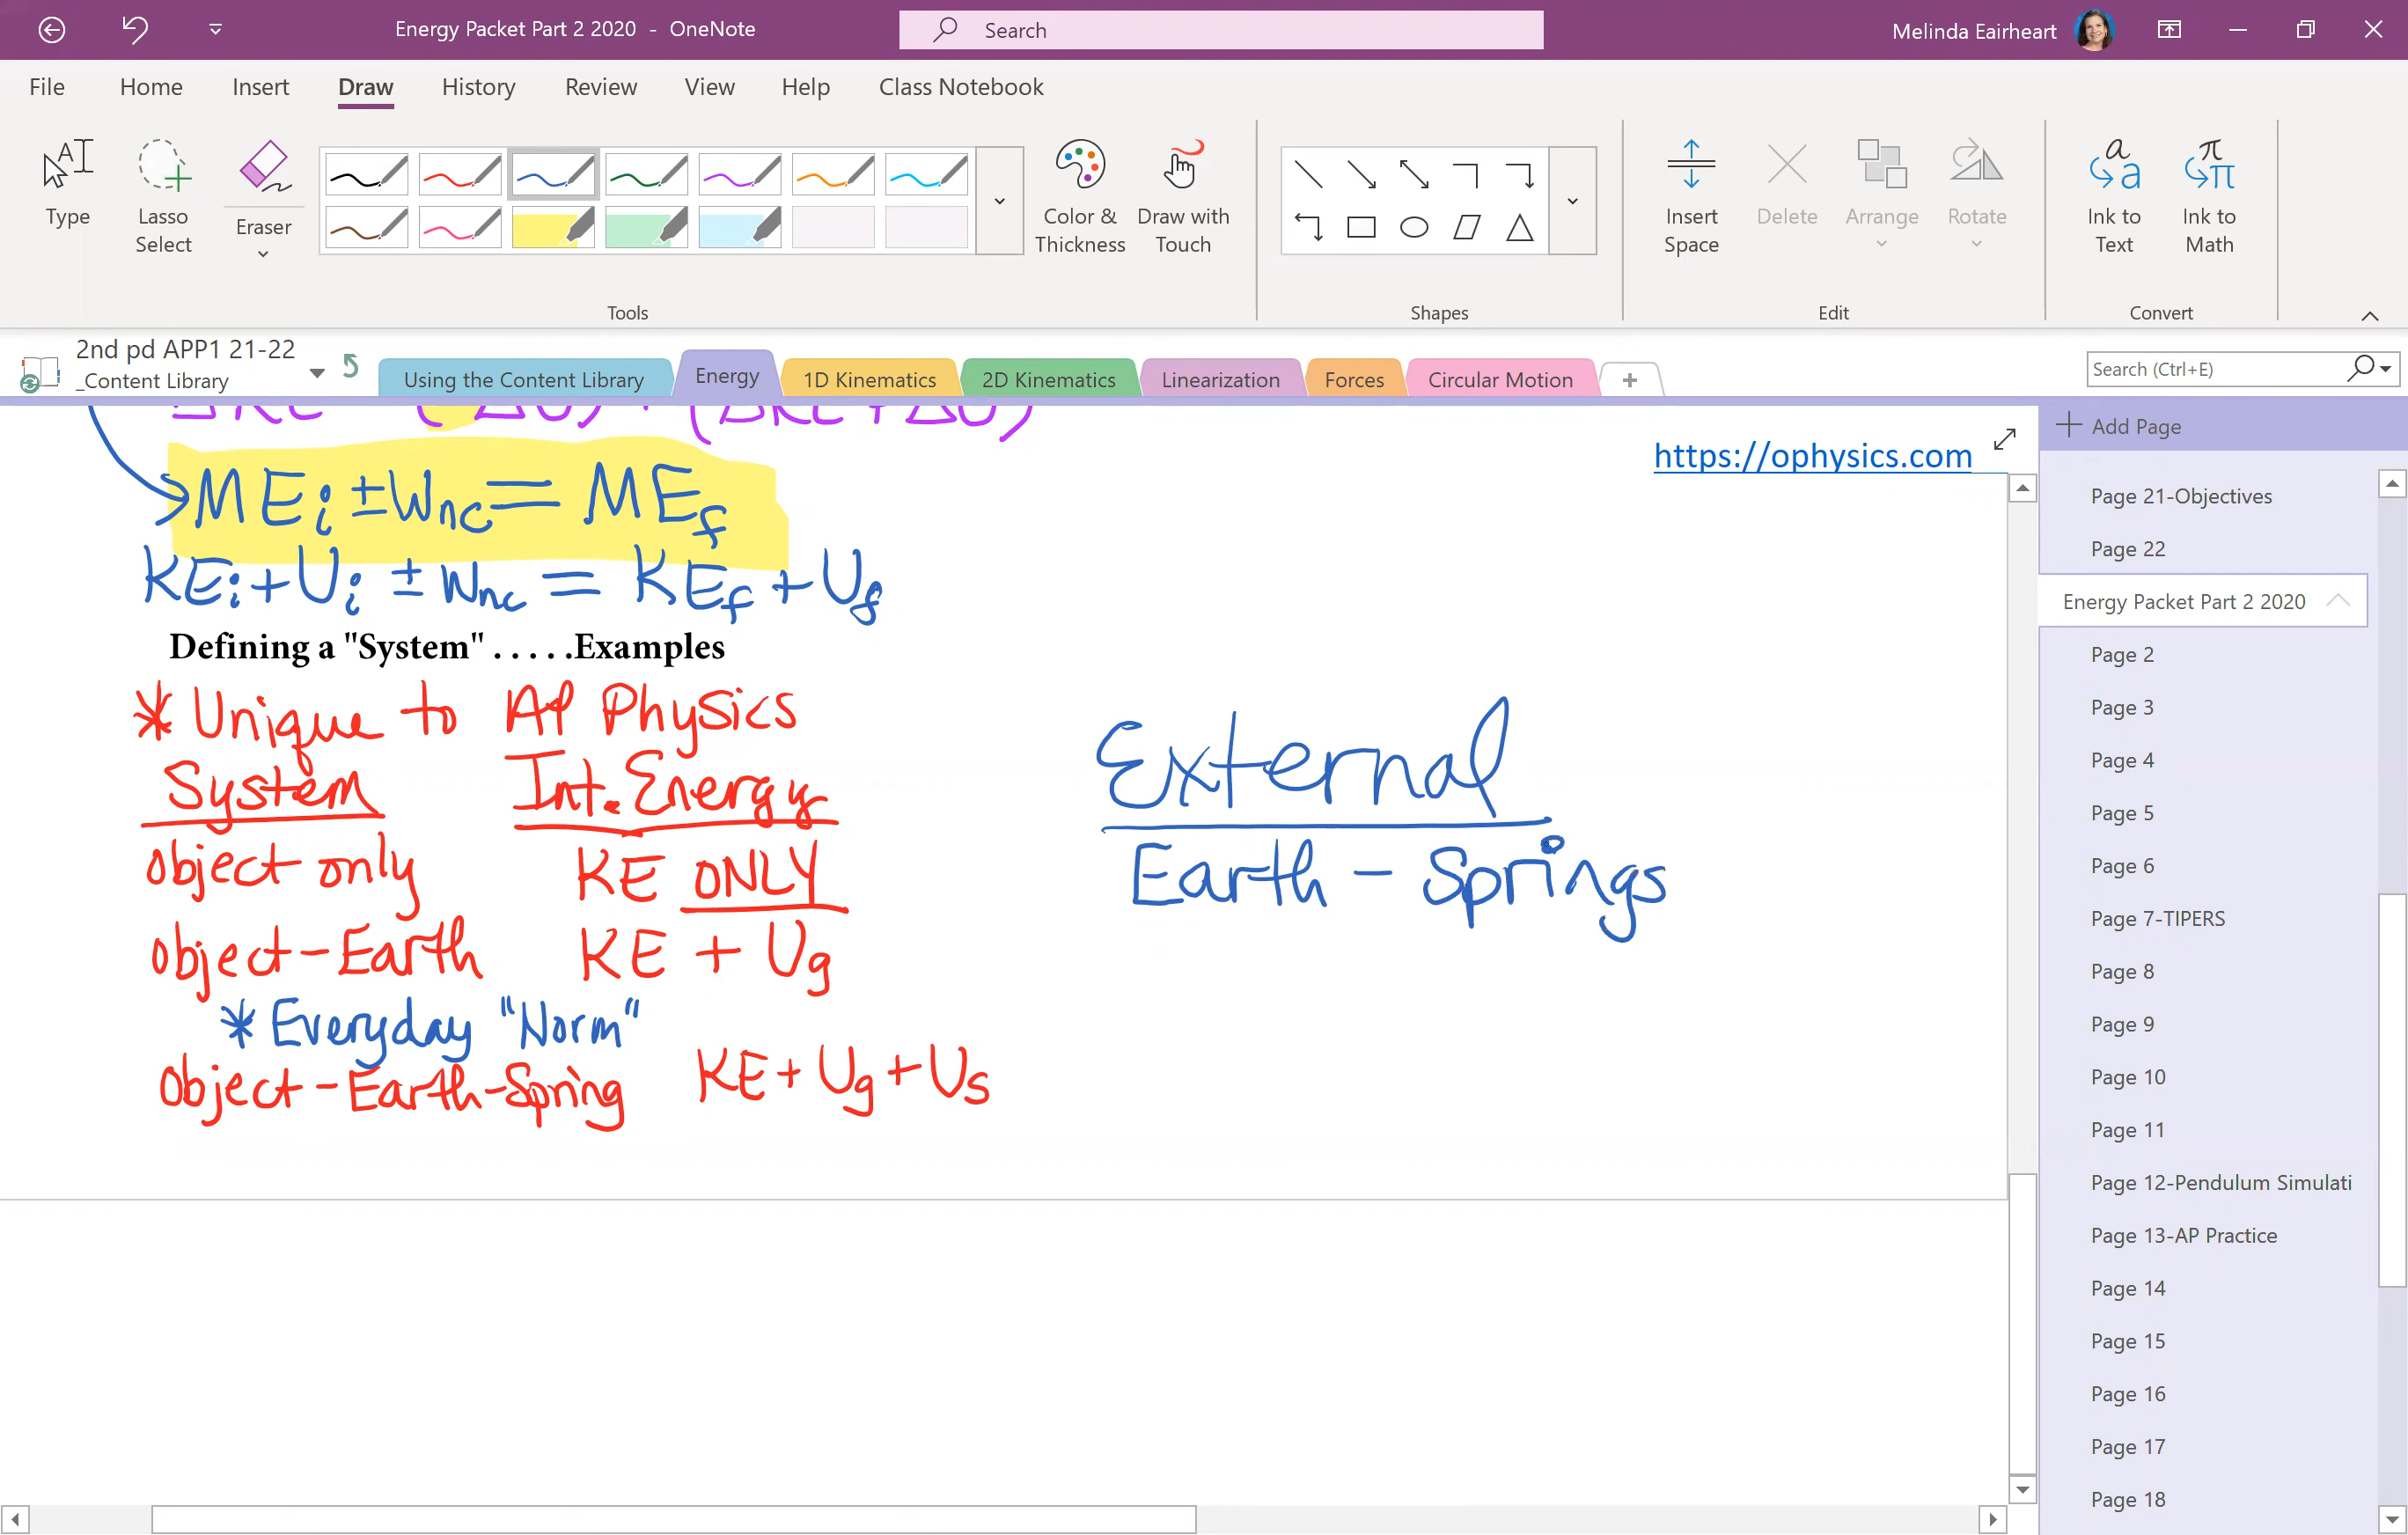 Energy Packet Part 2 2020 - OneNote
Search
Melinda Eairheart
File Home Insert Draw History Review View Help Class Notebook
Type
Lasso Select
Eraser
Color & Thickness
Draw with Touch
Insert Space
Delete
Arrange
Rotate
Ink to Text
Ink to Math
Tools
Shapes
Edit
Convert
2nd pd APP1 21-22
_Content Library
Using the Content Library Energy 1D Kinematics 2D Kinematics Linearization Forces Circular Motion +
Search (Ctrl+E)
https://ophysics.com
MEi ±Wnc = MEf
KEi + Ui ± Wnc = KEf + Uf
Defining a "System" . . . . .Examples
* Unique to AP Physics
System Int. Energy External
object only KE ONLY Earth - Springs
object-Earth KE + Ug
* Everyday "Norm"
Object-Earth-Spring KE + Ug + Us
Add Page
Page 21-Objectives
Page 22
Energy Packet Part 2 2020
Page 2
Page 3
Page 4
Page 5
Page 6
Page 7-TIPERS
Page 8
Page 9
Page 10
Page 11
Page 12-Pendulum Simulati
Page 13-AP Practice
Page 14
Page 15
Page 16
Page 17
Page 18